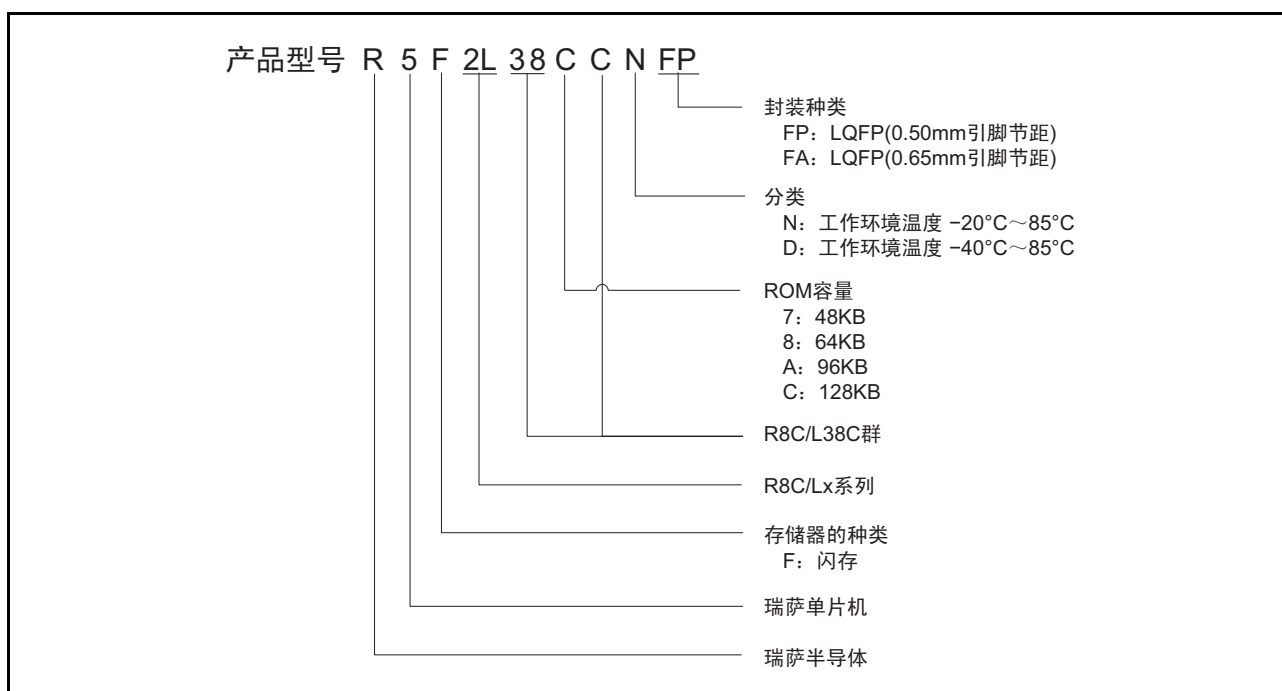 产品型号 R 5 F 2L 38 C C N FP
封装种类
FP：LQFP(0.50mm引脚节距)
FA：LQFP(0.65mm引脚节距)
分类
N：工作环境温度 −20°C～85°C
D：工作环境温度 −40°C～85°C
ROM容量
7：48KB
8：64KB
A：96KB
C：128KB
R8C/L38C群
R8C/Lx系列
存储器的种类
F：闪存
瑞萨单片机
瑞萨半导体